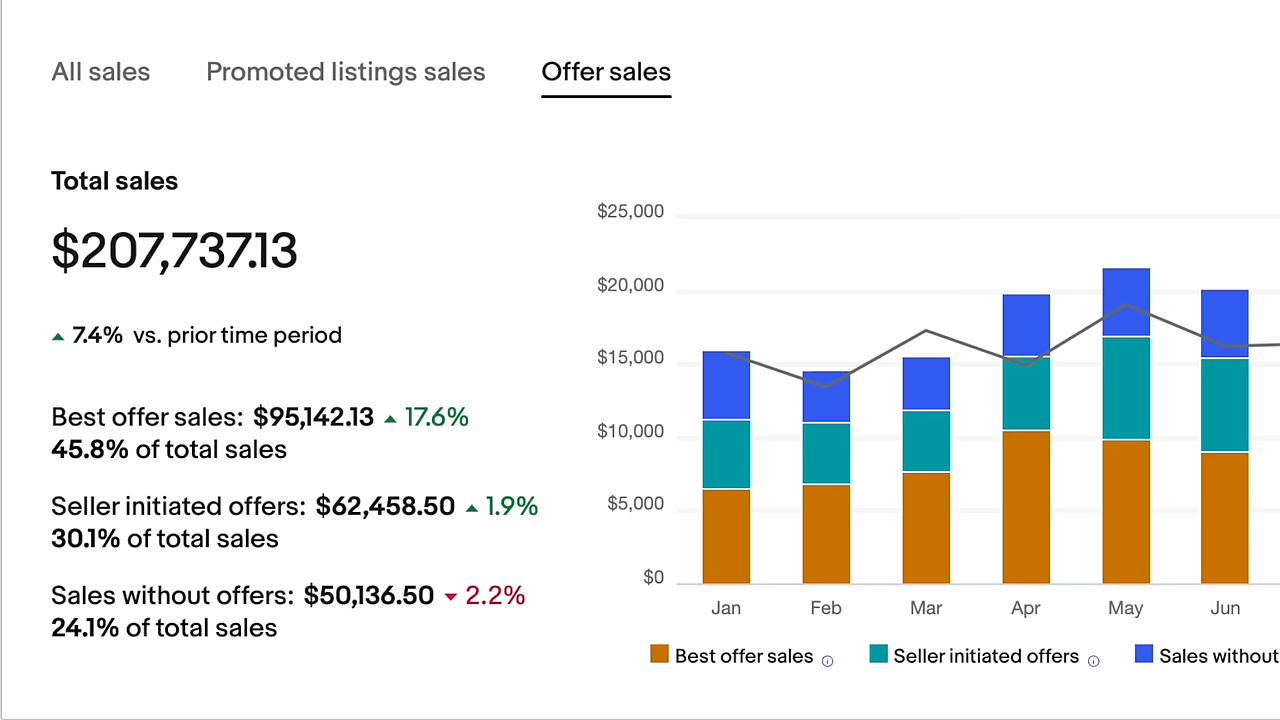 All sales
Promoted listings sales
Offer sales
Total sales
$207,737.13
7.4% vs. prior time period
Best offer sales: $95,142.13 17.6%
45.8% of total sales
Seller initiated offers: $62,458.50 1.9%
30.1% of total sales
Sales without offers: $50,136.50 2.2%
24.1% of total sales
$25,000
$20,000
$15,000
$10,000
$5,000
$0
Jan Feb Mar Apr May Jun
Best offer sales
Seller initiated offers
Sales without